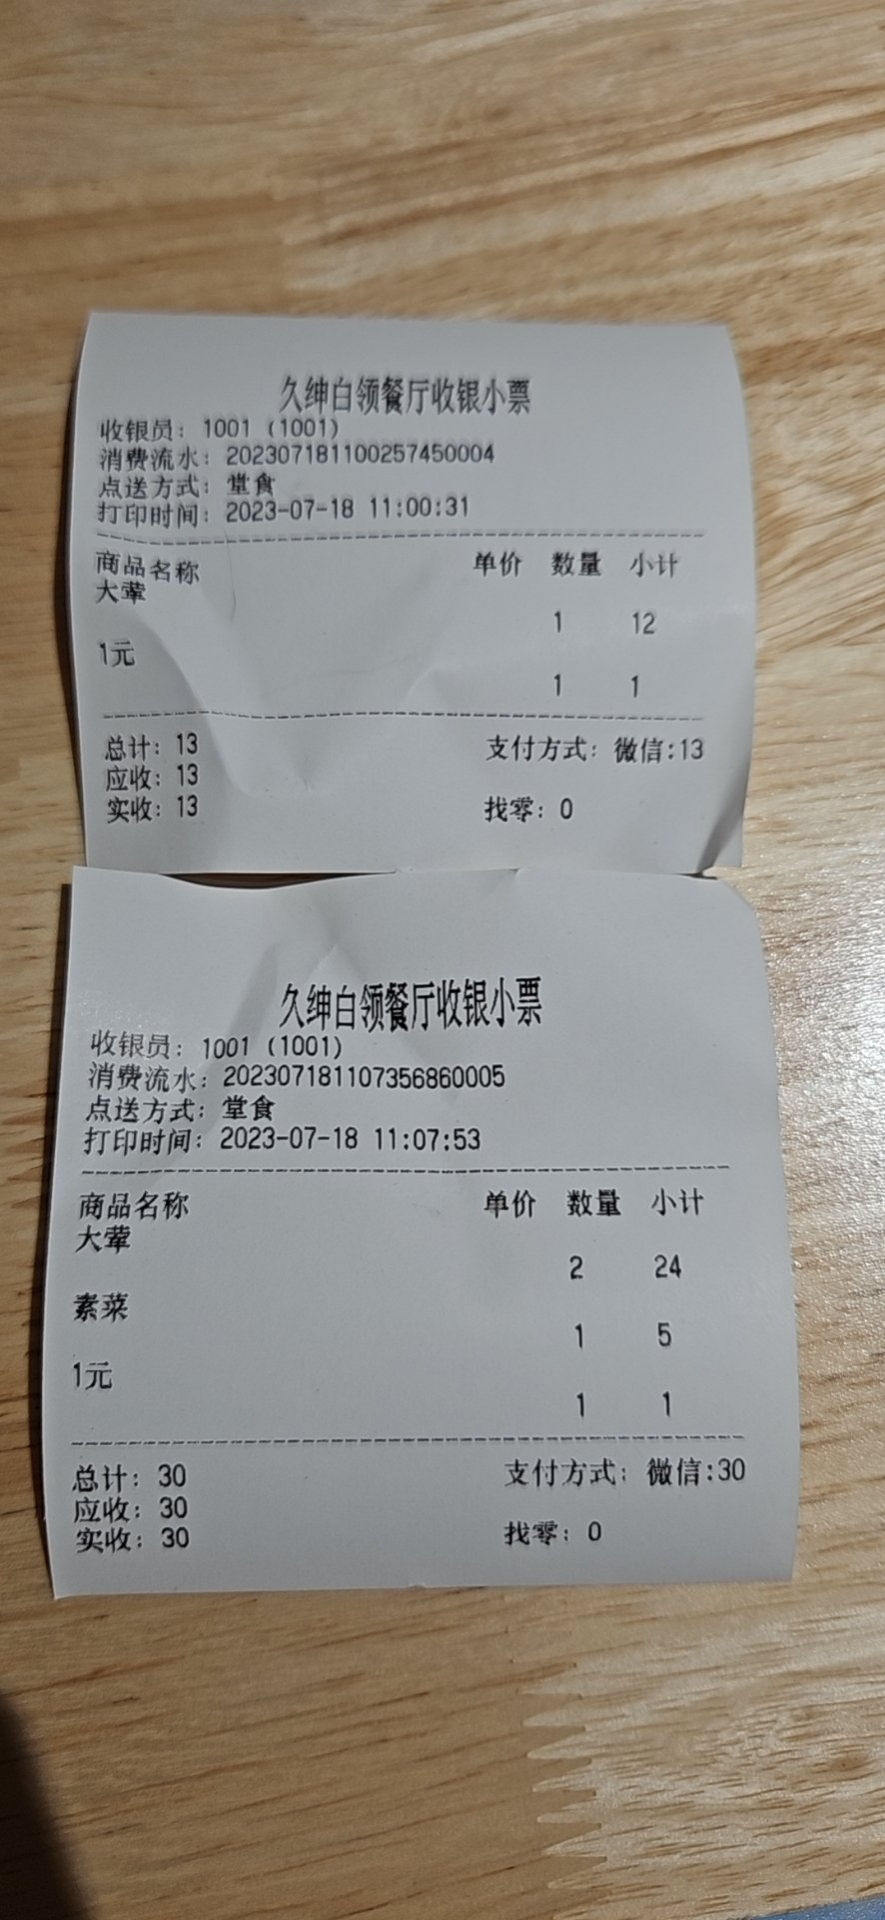 久绅白领餐厅收银小票
收银员：1001（1001）
消费流水：202307181100257450004
点送方式：堂食
打印时间：2023-07-18 11:00:31
商品名称 单价 数量 小计
大荤
1 12
1元
1 1
总计：13 支付方式：微信:13
应收：13
实收：13 找零：0
久绅白领餐厅收银小票
收银员：1001（1001）
消费流水：202307181107356860005
点送方式：堂食
打印时间：2023-07-18 11:07:53
商品名称 单价 数量 小计
大荤
2 24
素菜
1 5
1元
1 1
总计：30 支付方式：微信:30
应收：30
实收：30 找零：0